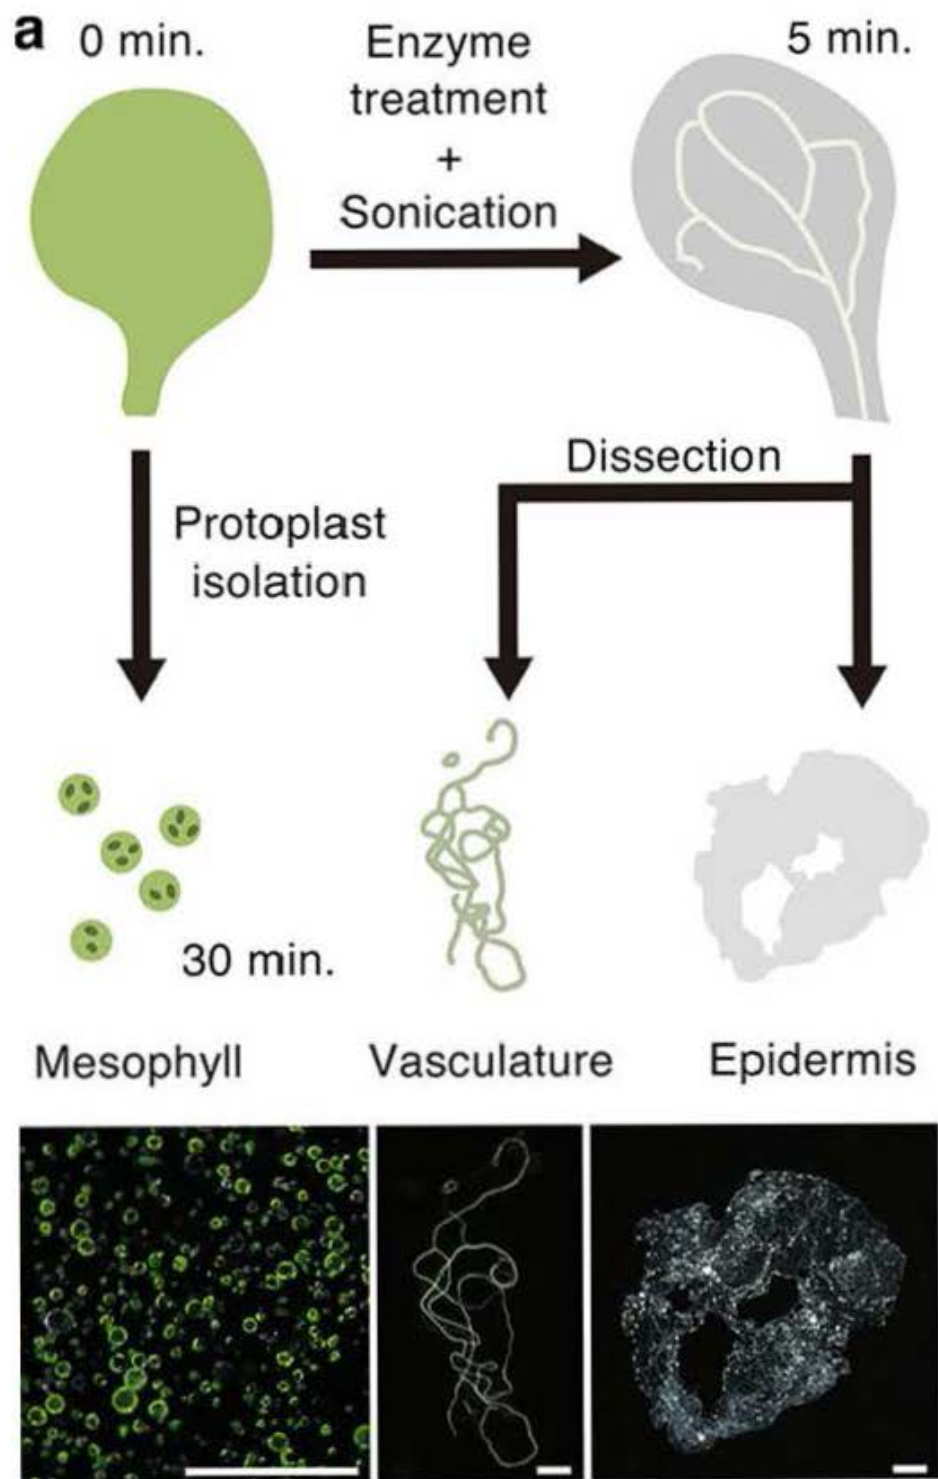 a 0 min.
Enzyme
treatment
+
Sonication
5 min.
Dissection
Protoplast
isolation
30 min.
Mesophyll
Vasculature
Epidermis